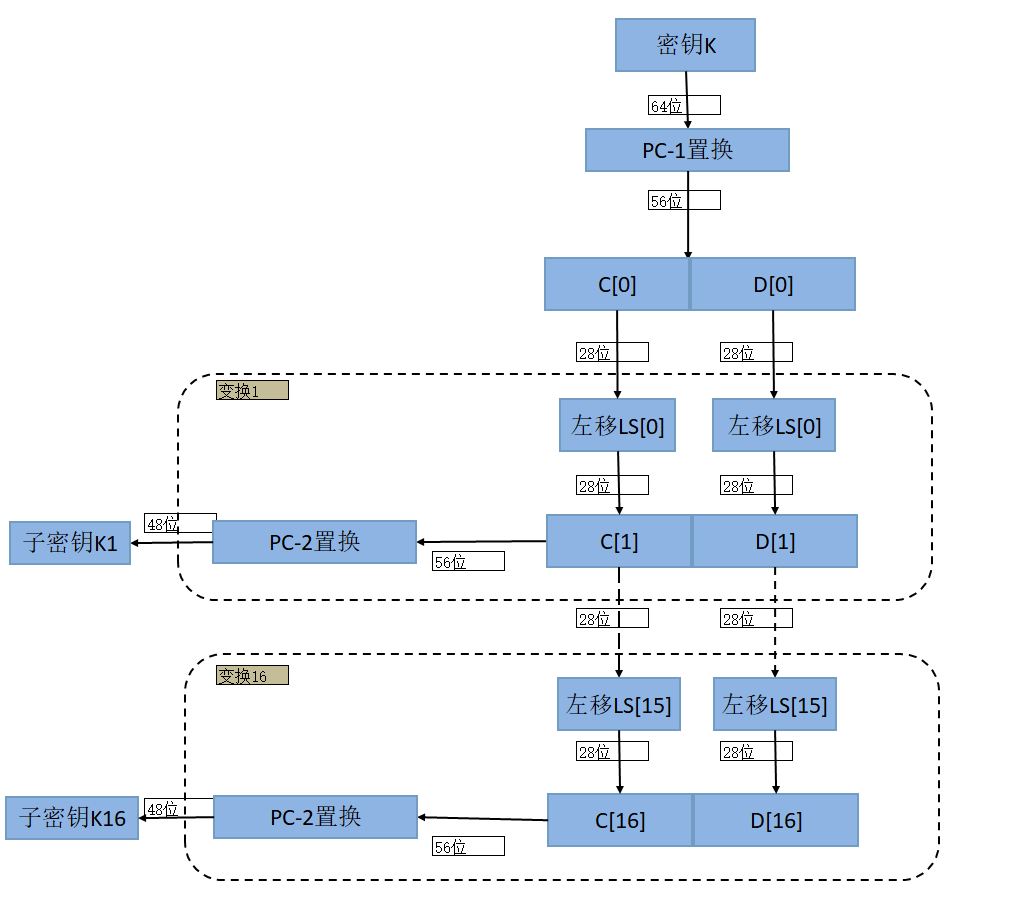 密钥K
64位
PC-1置换
56位
C[0]
D[0]
28位
28位
变换1
左移LS[0]
左移LS[0]
28位
28位
48位
子密钥K1
PC-2置换
56位
C[1]
D[1]
28位
28位
变换16
左移LS[15]
左移LS[15]
28位
28位
48位
子密钥K16
PC-2置换
56位
C[16]
D[16]